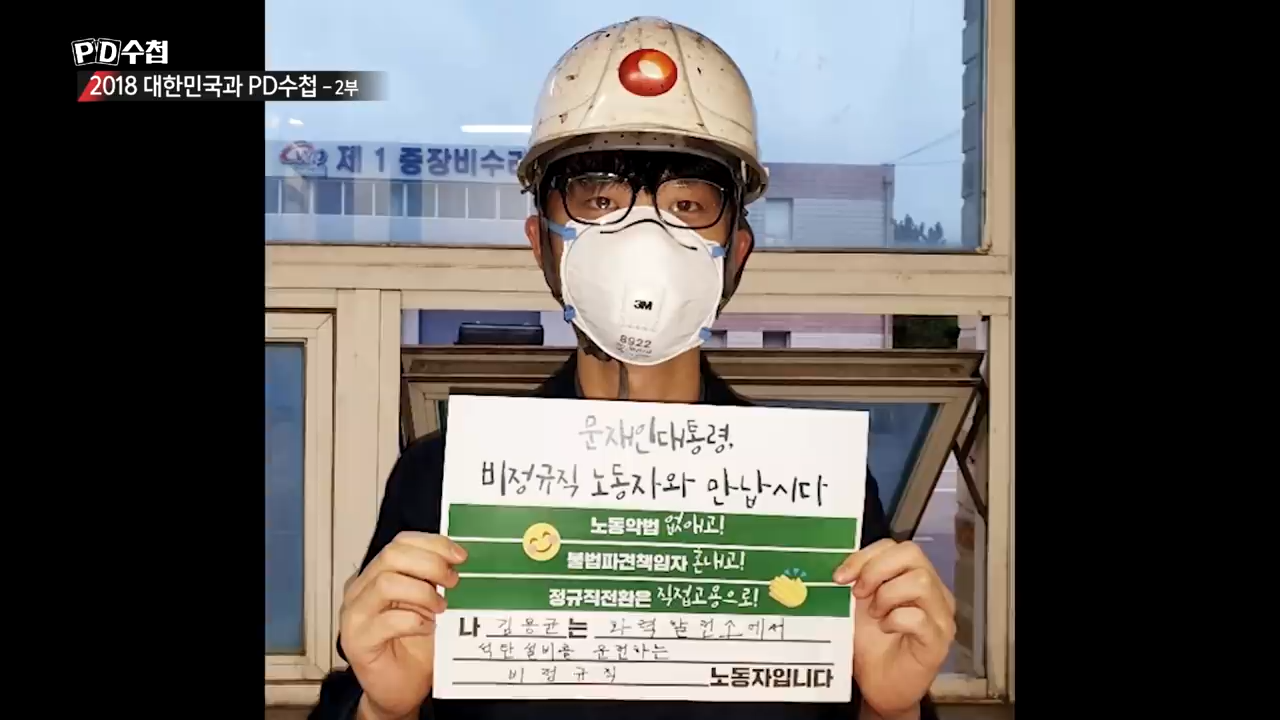 PD수첩
2018 대한민국과 PD수첩 - 2부
제 1 중장비수리
3M
8922
문재인대통령,
비정규직 노동자와 만납시다
노동악법 없애고!
불법파견책임자 혼내고!
정규직전환은 직접고용으로!
나 김용균는 화력발전소에서
석탄설비를 운전하는
비정규직 노동자입니다